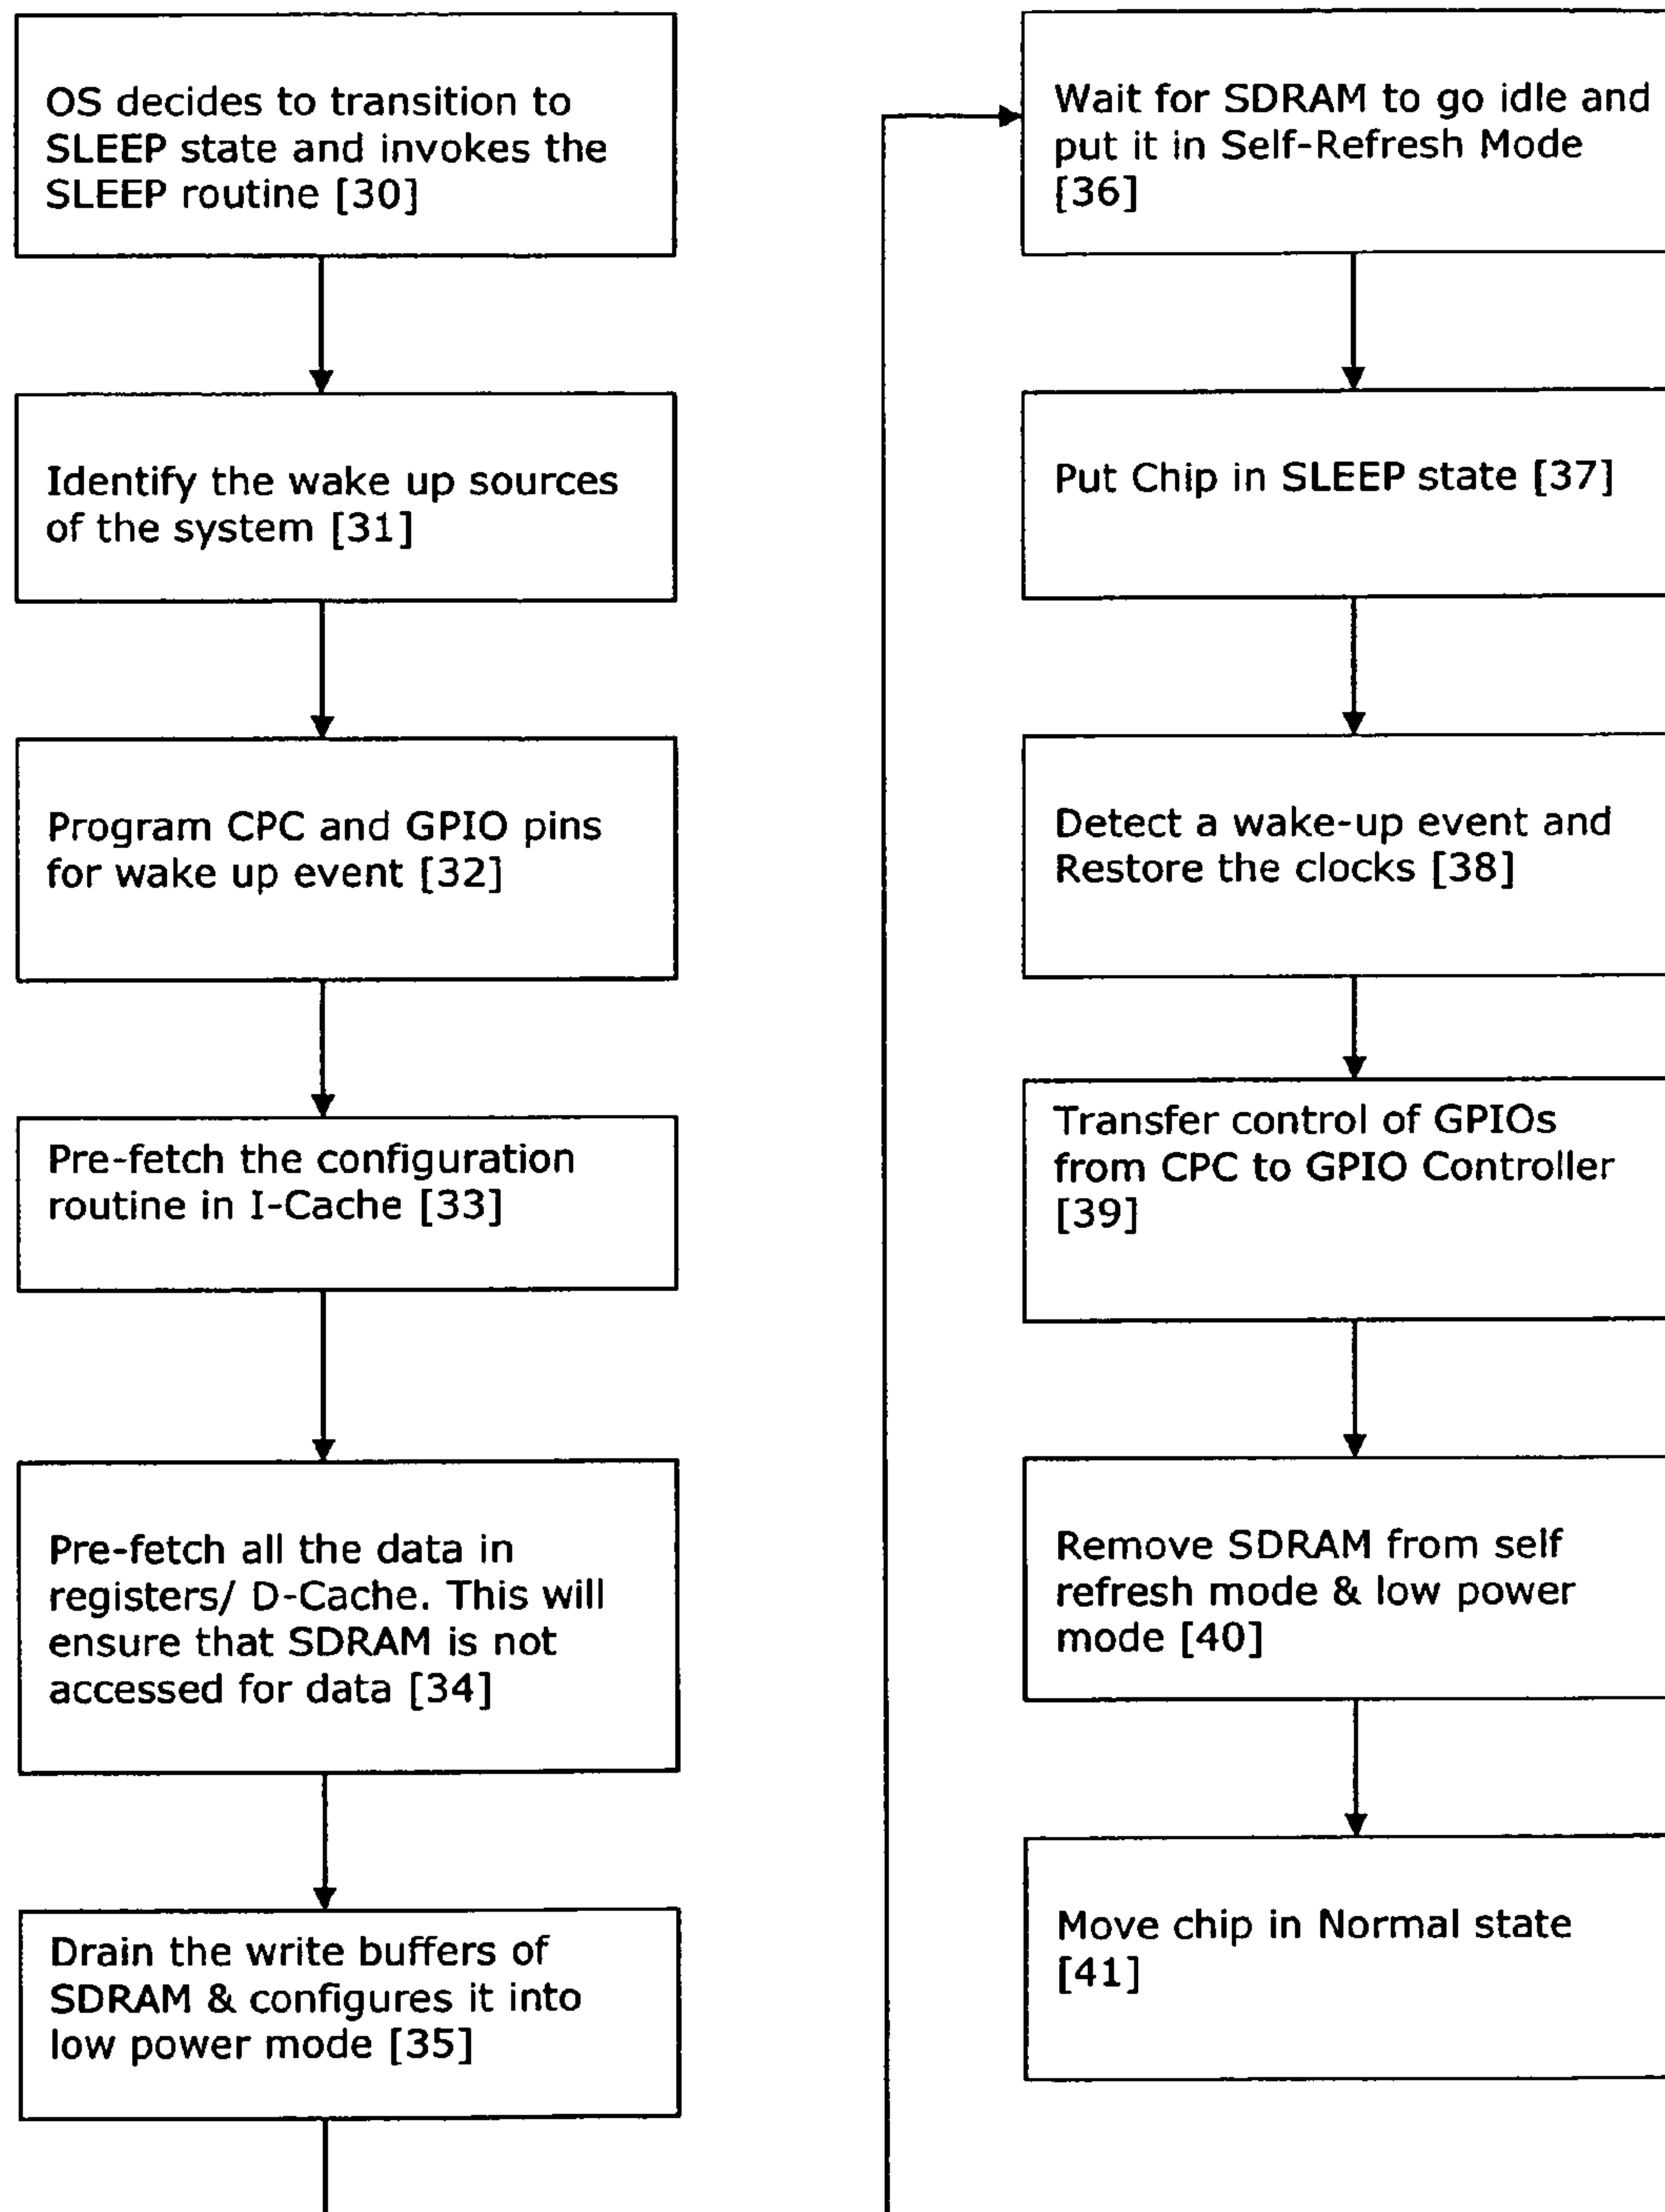 OS decides to transition to
SLEEP state and invokes the
SLEEP routine [30]
Identify the wake up sources
of the system [31]
Program CPC and GPIO pins
for wake up event [32]
Pre-fetch the configuration
routine in I-Cache [33]
Pre-fetch all the data in
registers/ D-Cache. This will
ensure that SDRAM is not
accessed for data [34]
Drain the write buffers of
SDRAM & configures it into
low power mode [35]
Wait for SDRAM to go idle and
put it in Self-Refresh Mode
[36]
Put Chip in SLEEP state [37]
Detect a wake-up event and
Restore the clocks [38]
Transfer control of GPIOs
from CPC to GPIO Controller
[39]
Remove SDRAM from self
refresh mode & low power
mode [40]
Move chip in Normal state
[41]